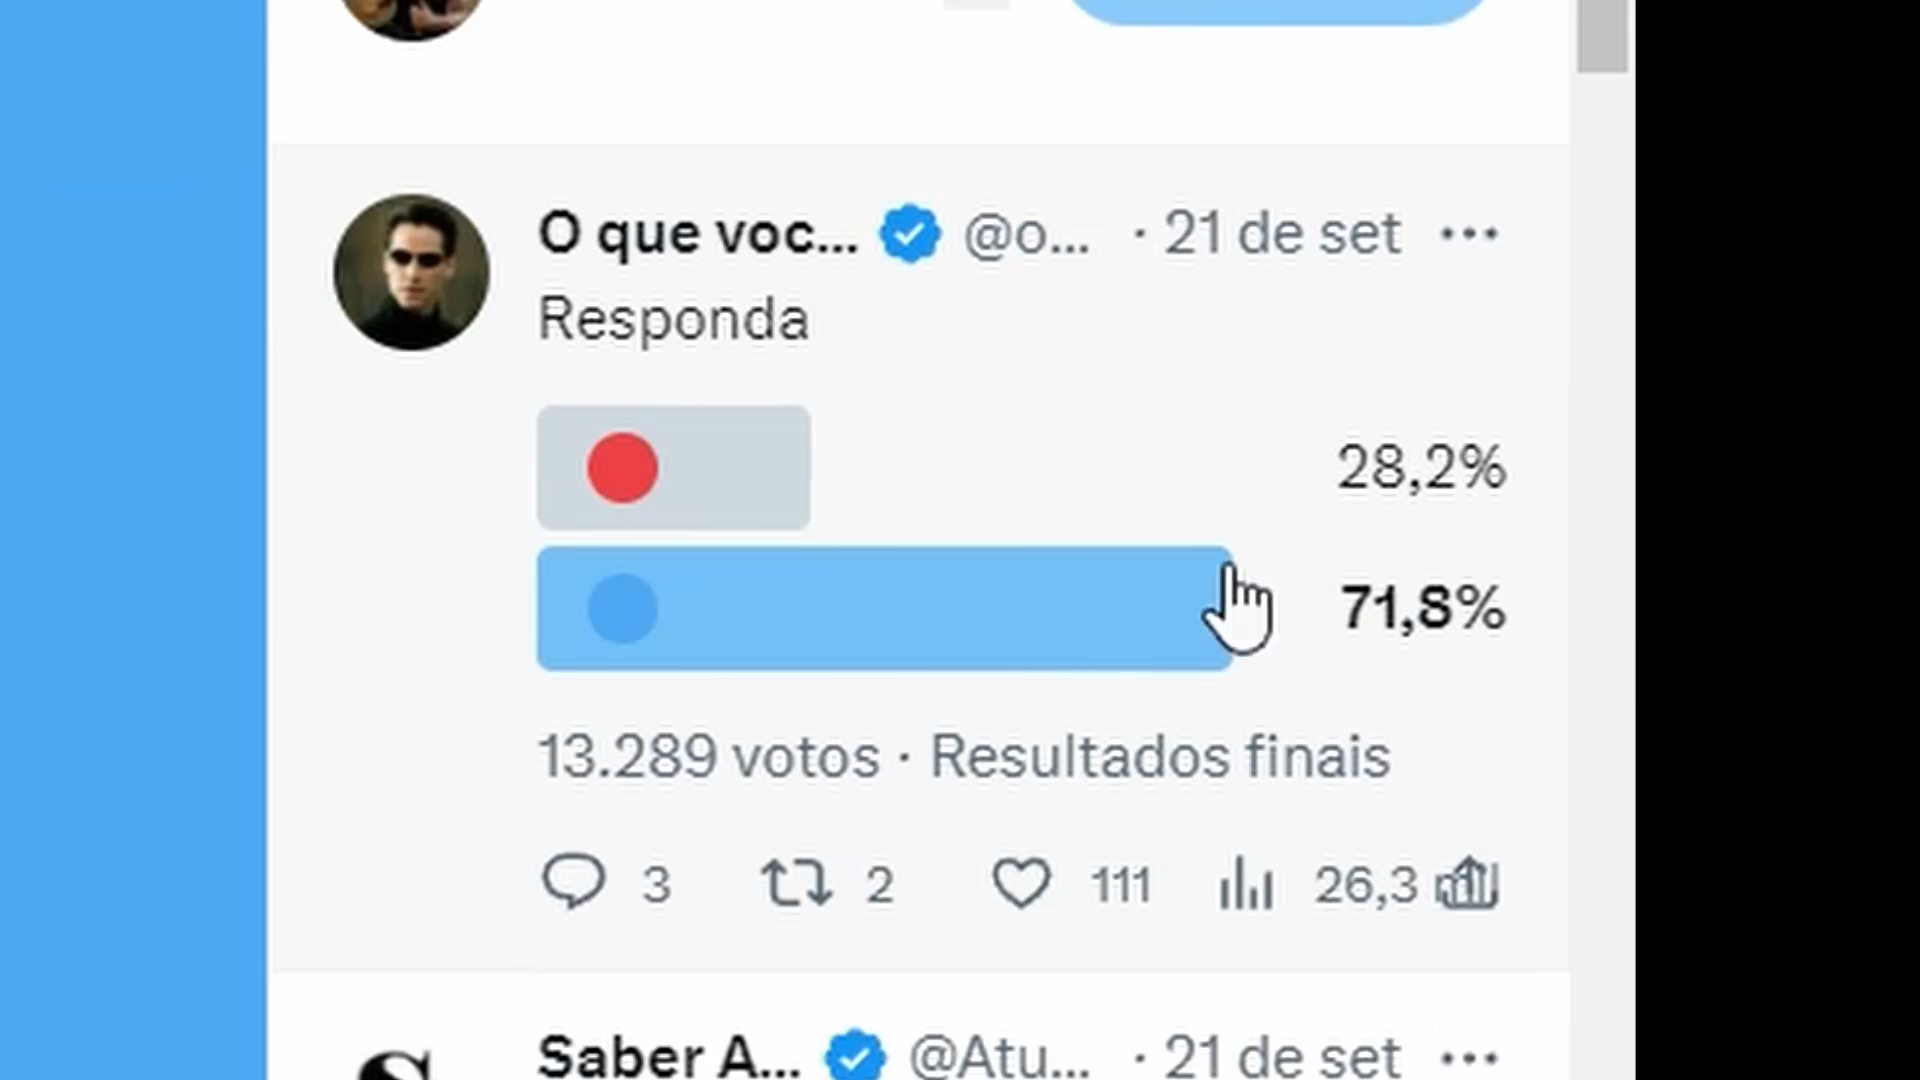 O que voc... @o... · 21 de set
Responda
28,2%
71,8%
13.289 votos · Resultados finais
3 2 111 26,3
Saber A... @Atu... · 21 de set